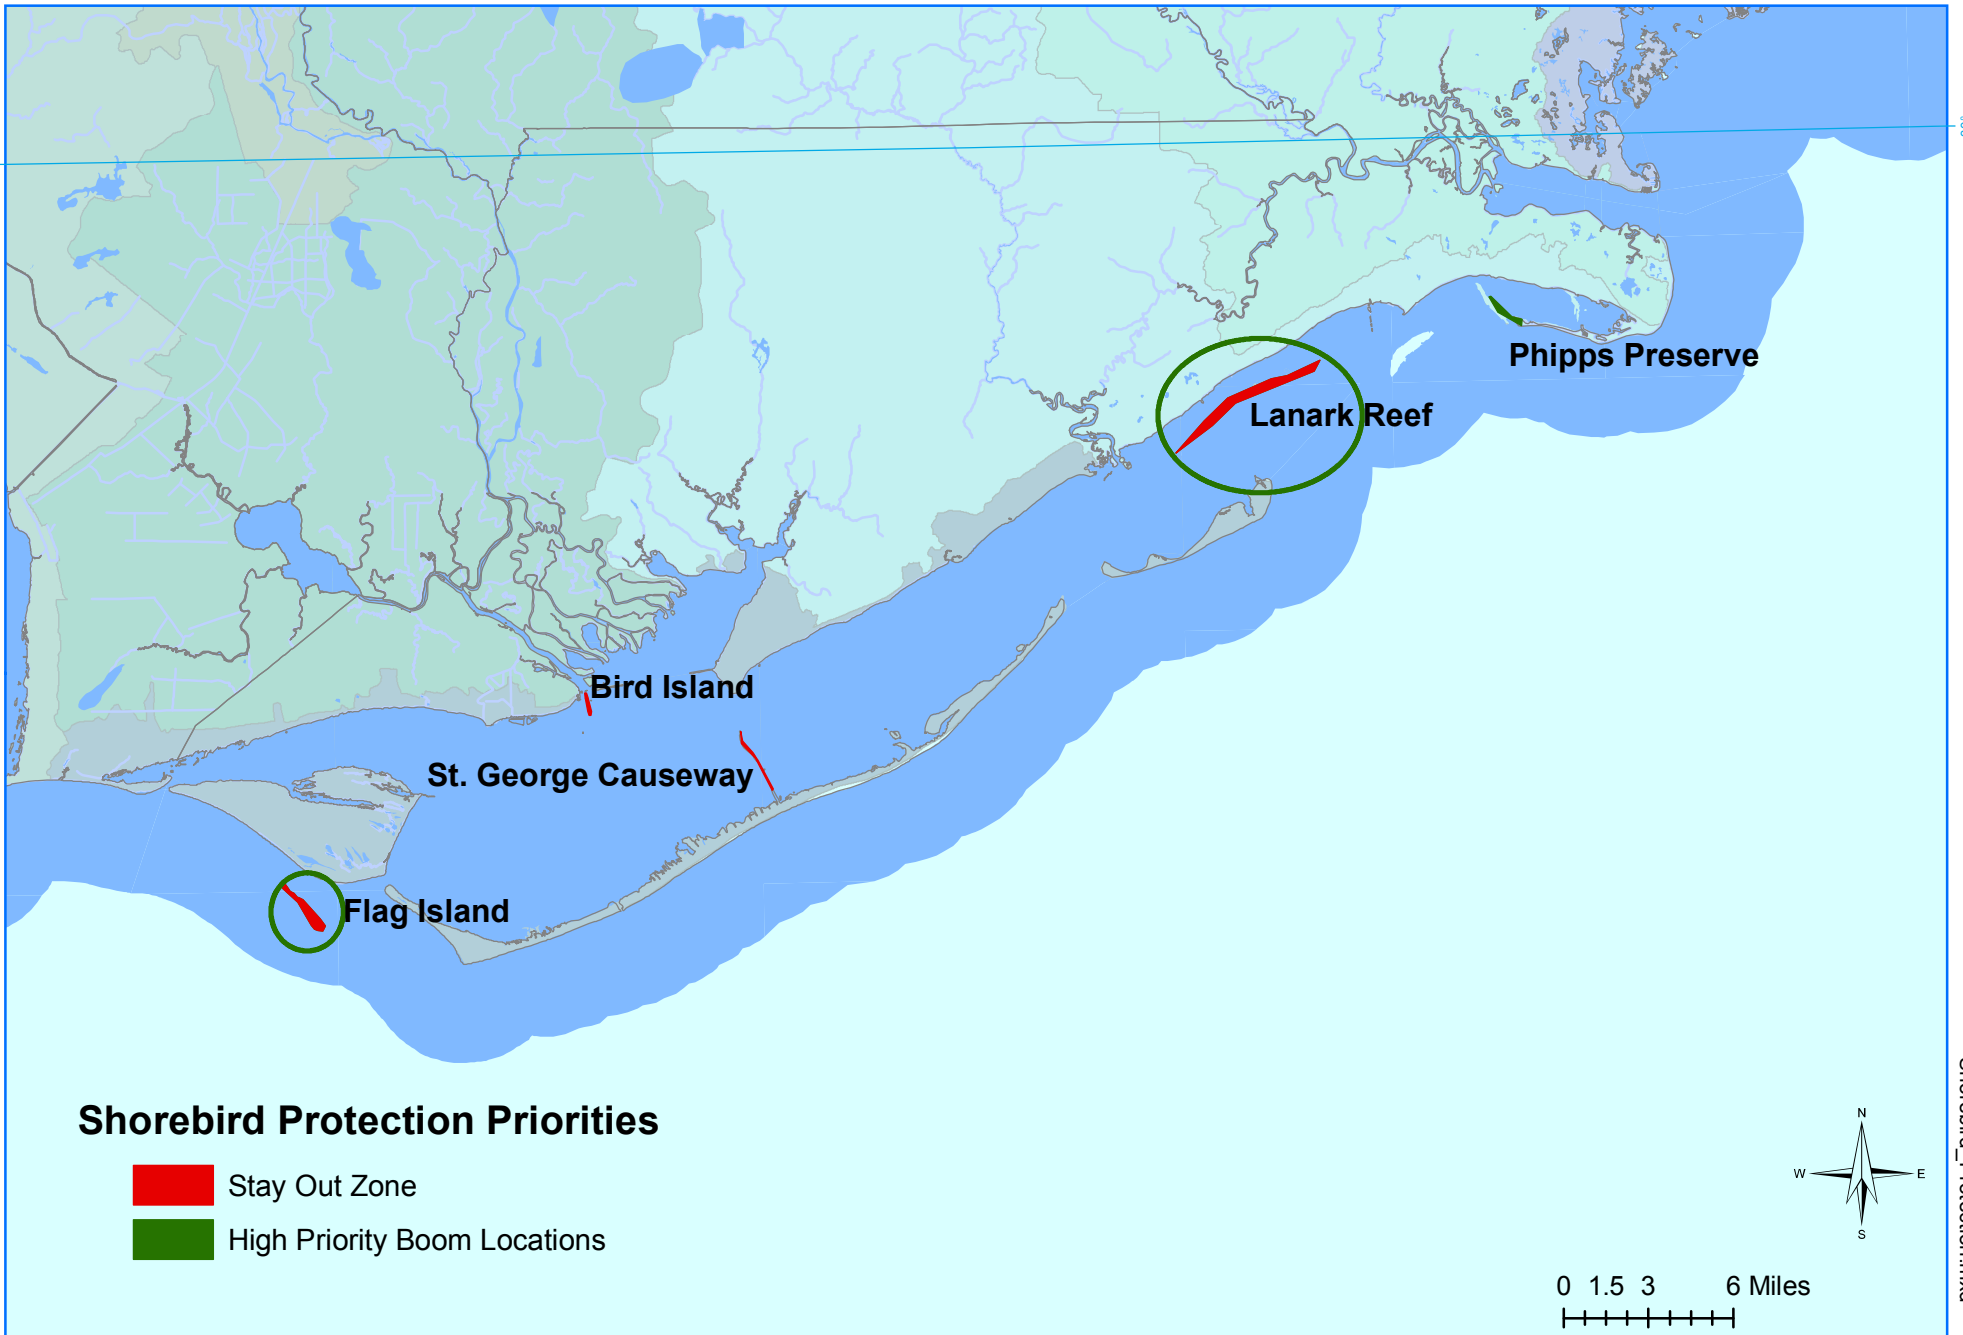 Phipps Preserve
Lanark Reef
Bird Island
St. George Causeway
Flag Island
Shorebird Protection Priorities
Stay Out Zone
High Priority Boom Locations
N
W E
S
0 1.5 3 6 Miles